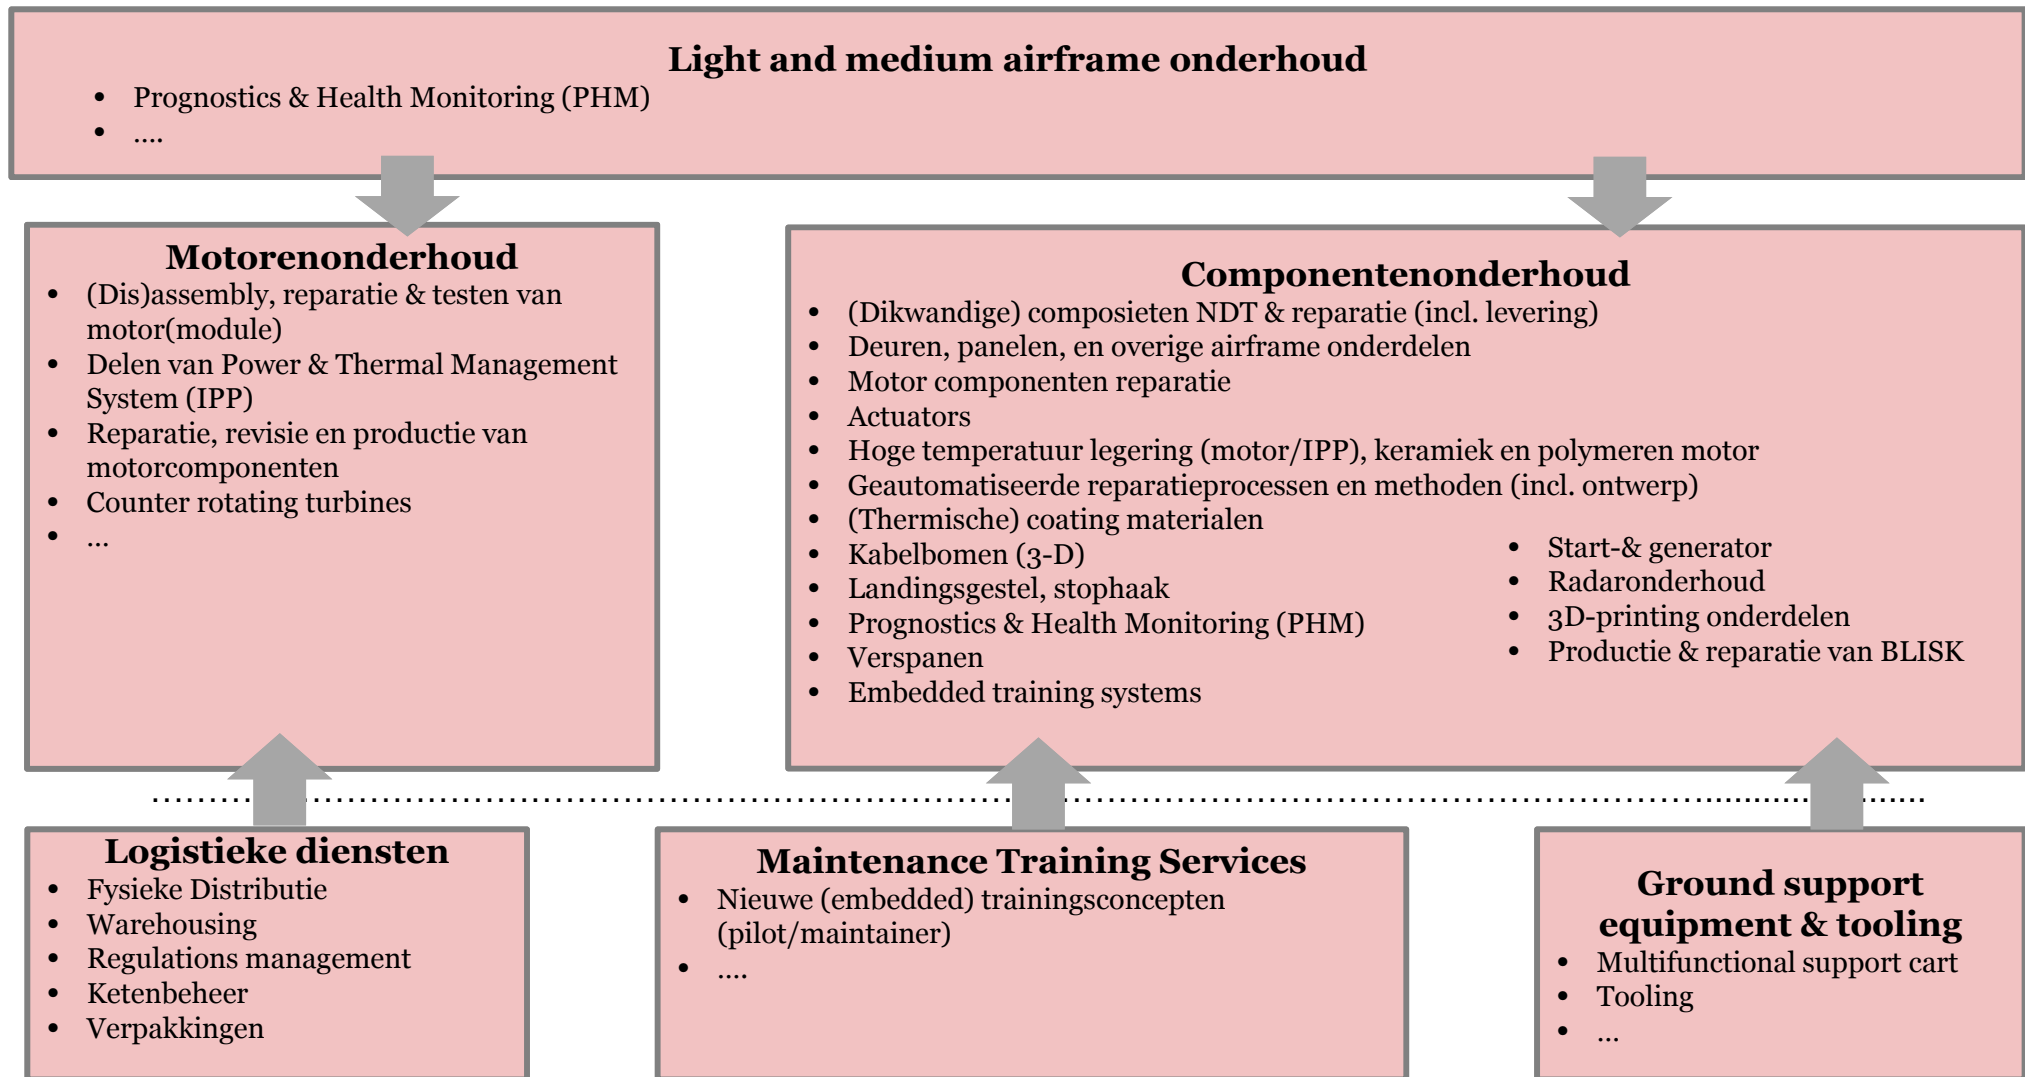 Light and medium airframe onderhoud
• Prognostics & Health Monitoring (PHM)
• ....
Motorenonderhoud
• (Dis)assembly, reparatie & testen van
motor(module)
• Delen van Power & Thermal Management
System (IPP)
• Reparatie, revisie en productie van
motorcomponenten
• Counter rotating turbines
• ...
Componentenonderhoud
• (Dikwandige) composieten NDT & reparatie (incl. levering)
• Deuren, panelen, en overige airframe onderdelen
• Motor componenten reparatie
• Actuators
• Hoge temperatuur legering (motor/IPP), keramiek en polymeren motor
• Geautomatiseerde reparatieprocessen en methoden (incl. ontwerp)
• (Thermische) coating materialen
• Kabelbomen (3-D)
• Landingsgestel, stophaak
• Prognostics & Health Monitoring (PHM)
• Verspanen
• Embedded training systems
• Start-& generator
• Radaronderhoud
• 3D-printing onderdelen
• Productie & reparatie van BLISK
Logistieke diensten
• Fysieke Distributie
• Warehousing
• Regulations management
• Ketenbeheer
• Verpakkingen
Maintenance Training Services
• Nieuwe (embedded) trainingsconcepten
(pilot/maintainer)
• ....
Ground support
equipment & tooling
• Multifunctional support cart
• Tooling
• ...